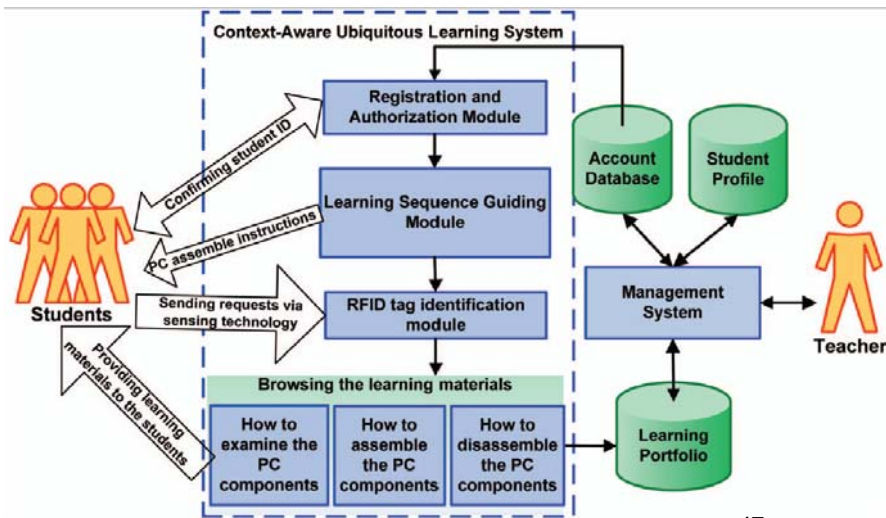 Context-Aware Ubiquitous Learning System
Registration and
Authorization Module
Confirming student ID
Learning Sequence Guiding
Module
PC assemble instructions
Students
Sending requests via
sensing technology
RFID tag identification
module
Providing learning
materials to the students
Browsing the learning materials
How to
examine the
PC
components
How to
assemble
the PC
components
How to
disassemble
the PC
components
Account
Database
Student
Profile
Management
System
Teacher
Learning
Portfolio